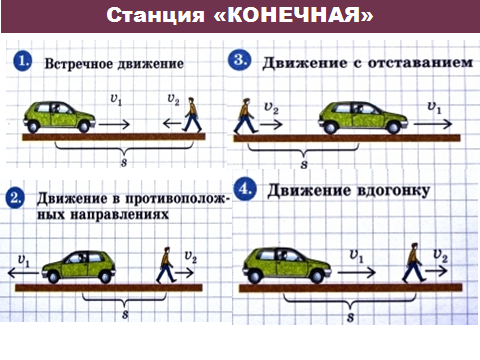 Станция «КОНЕЧНАЯ»
1. Встречное движение
v₁ v₂
s
2. Движение в противополож-
ных направлениях
v₁ v₂
s
3. Движение с отставанием
v₂ v₁
s
4. Движение вдогонку
v₁ v₂
s